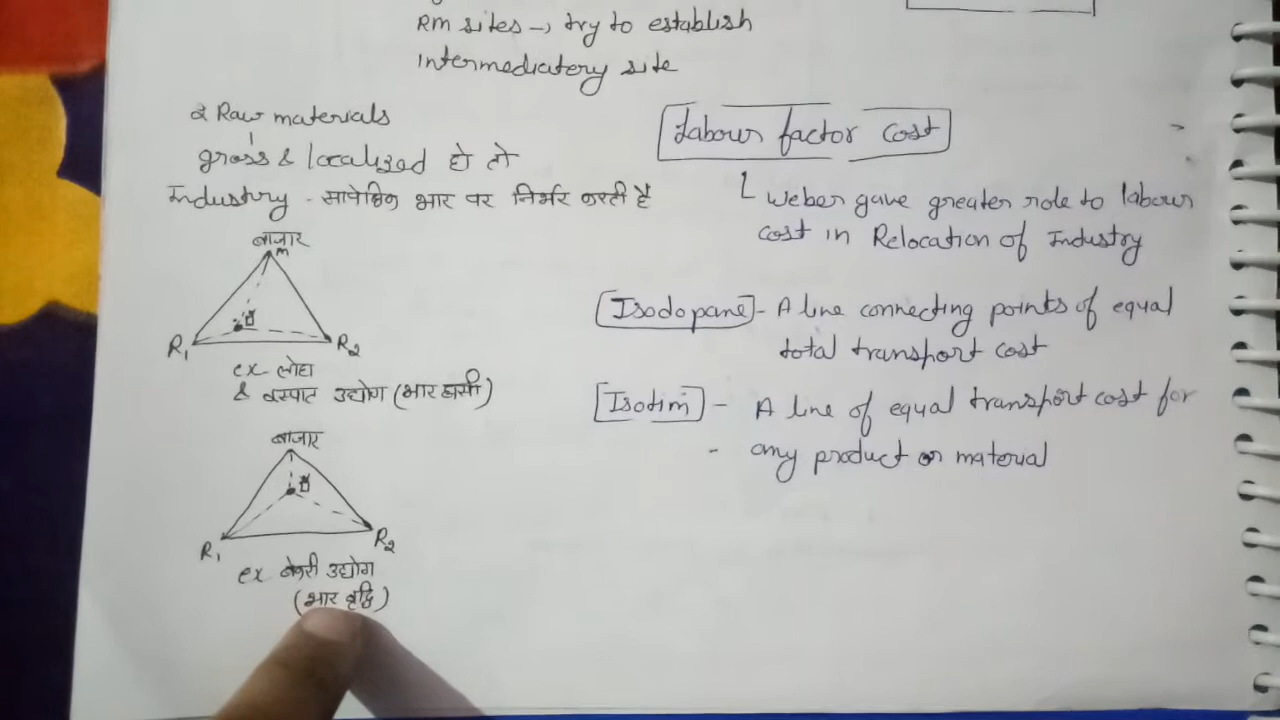 RM sites → try to establish
Intermediatery site
2 Raw materials
gross & localized हो तो
Industry - सापेक्षिक भार पर निर्भर करती है
बाजार
m
R1
R2
ex लोहा
& इस्पात उद्योग (भार ह्रासी)
बाजार
R1
R2
ex बेकरी उद्योग
(भार वृद्धि)
Labour factor cost
Weber gave greater role to labour
cost in Relocation of Industry
Isodopane - A line connecting points of equal
total transport cost
Isotim - A line of equal transport cost for
- any product or material